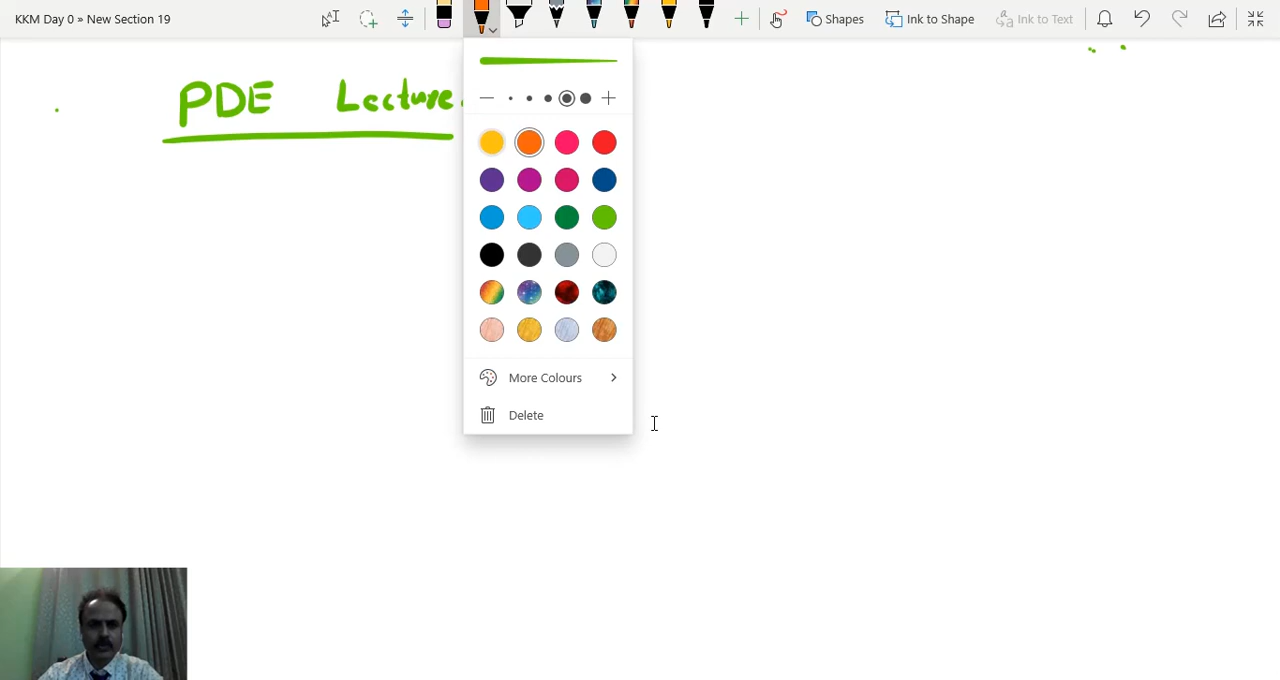 KKM Day 0 » New Section 19
Ink to Shape
Shapes
Ink to Text
PDE Lecture
More Colours
Delete